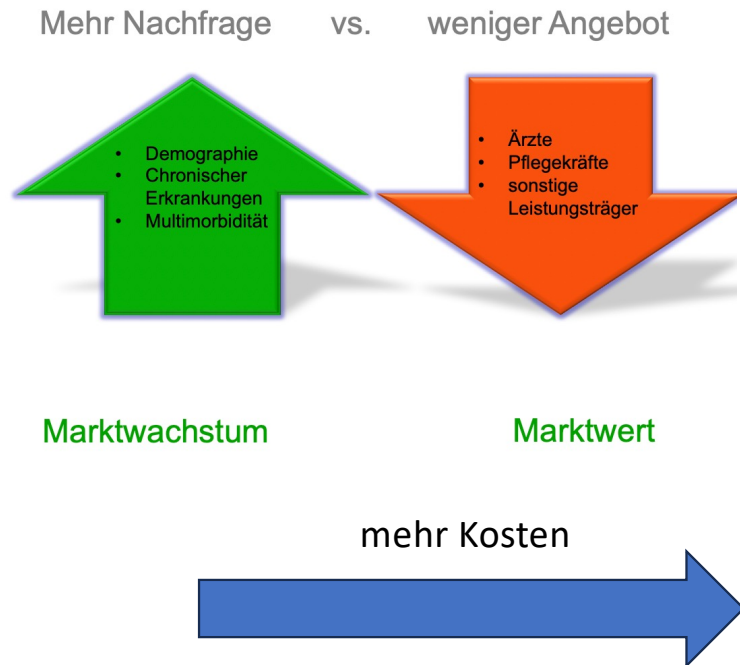 Mehr Nachfrage vs. weniger Angebot
• Demographie
• Chronischer
Erkrankungen
• Multimorbidität
• Ärzte
• Pflegekräfte
• sonstige
Leistungsträger
Marktwachstum
Marktwert
mehr Kosten